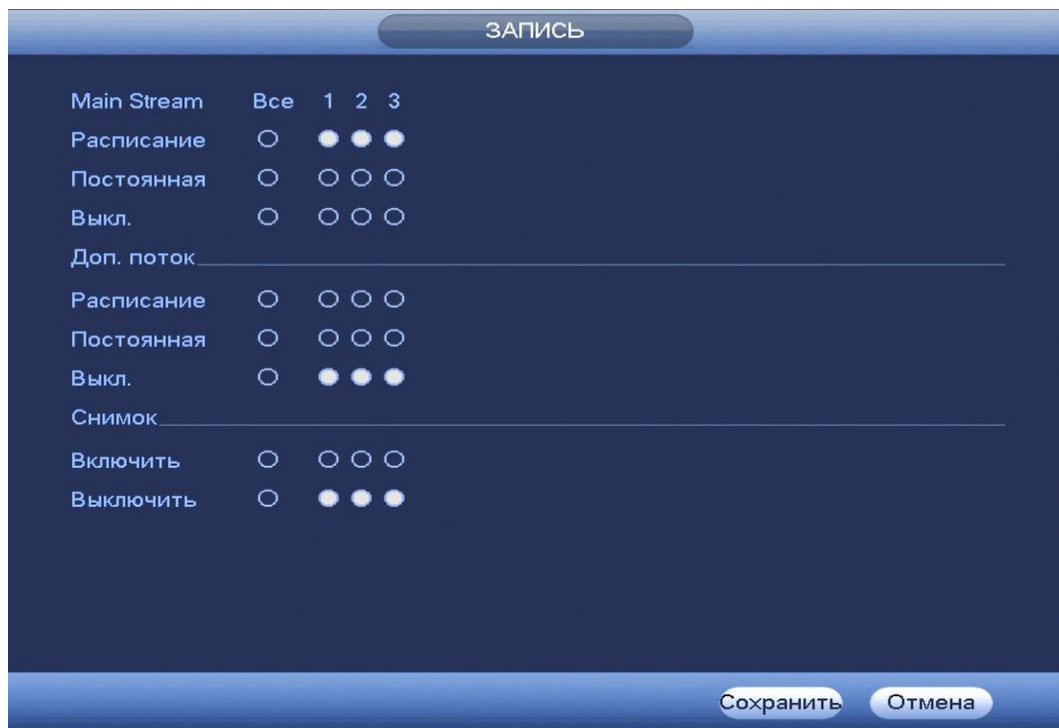 ЗАПИСЬ
Main Stream Все 1 2 3
Расписание
Постоянная
Выкл.
Доп. поток
Расписание
Постоянная
Выкл.
Снимок
Включить
Выключить
Сохранить Отмена